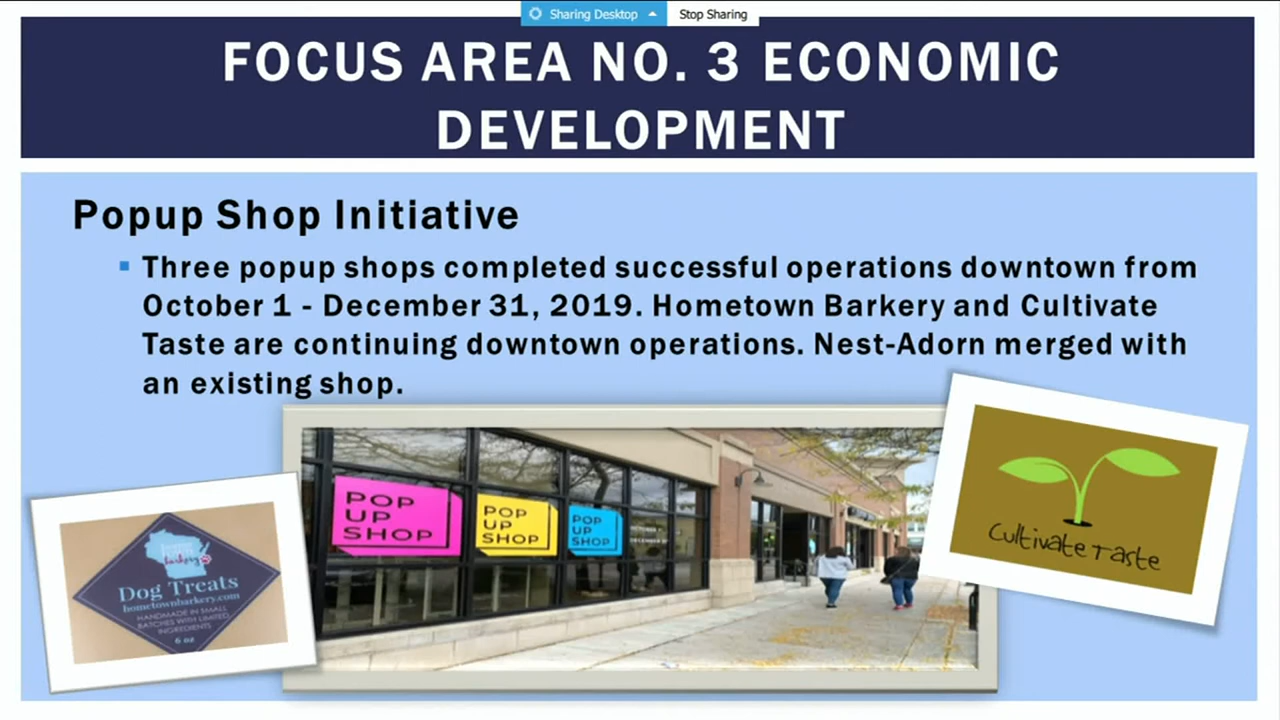 Sharing Desktop Stop Sharing
FOCUS AREA NO. 3 ECONOMIC
DEVELOPMENT
Popup Shop Initiative
Three popup shops completed successful operations downtown from
October 1 - December 31, 2019. Hometown Barkery and Cultivate
Taste are continuing downtown operations. Nest-Adorn merged with
an existing shop.
POP
UP
SHOP
POP
UP
SHOP
POP
UP
SHOP
Cultivate Taste
barkery
Dog Treats
hometownbarkery.com
HANDMADE IN SMALL
BATCHES WITH LIMITED
INGREDIENTS
6 oz